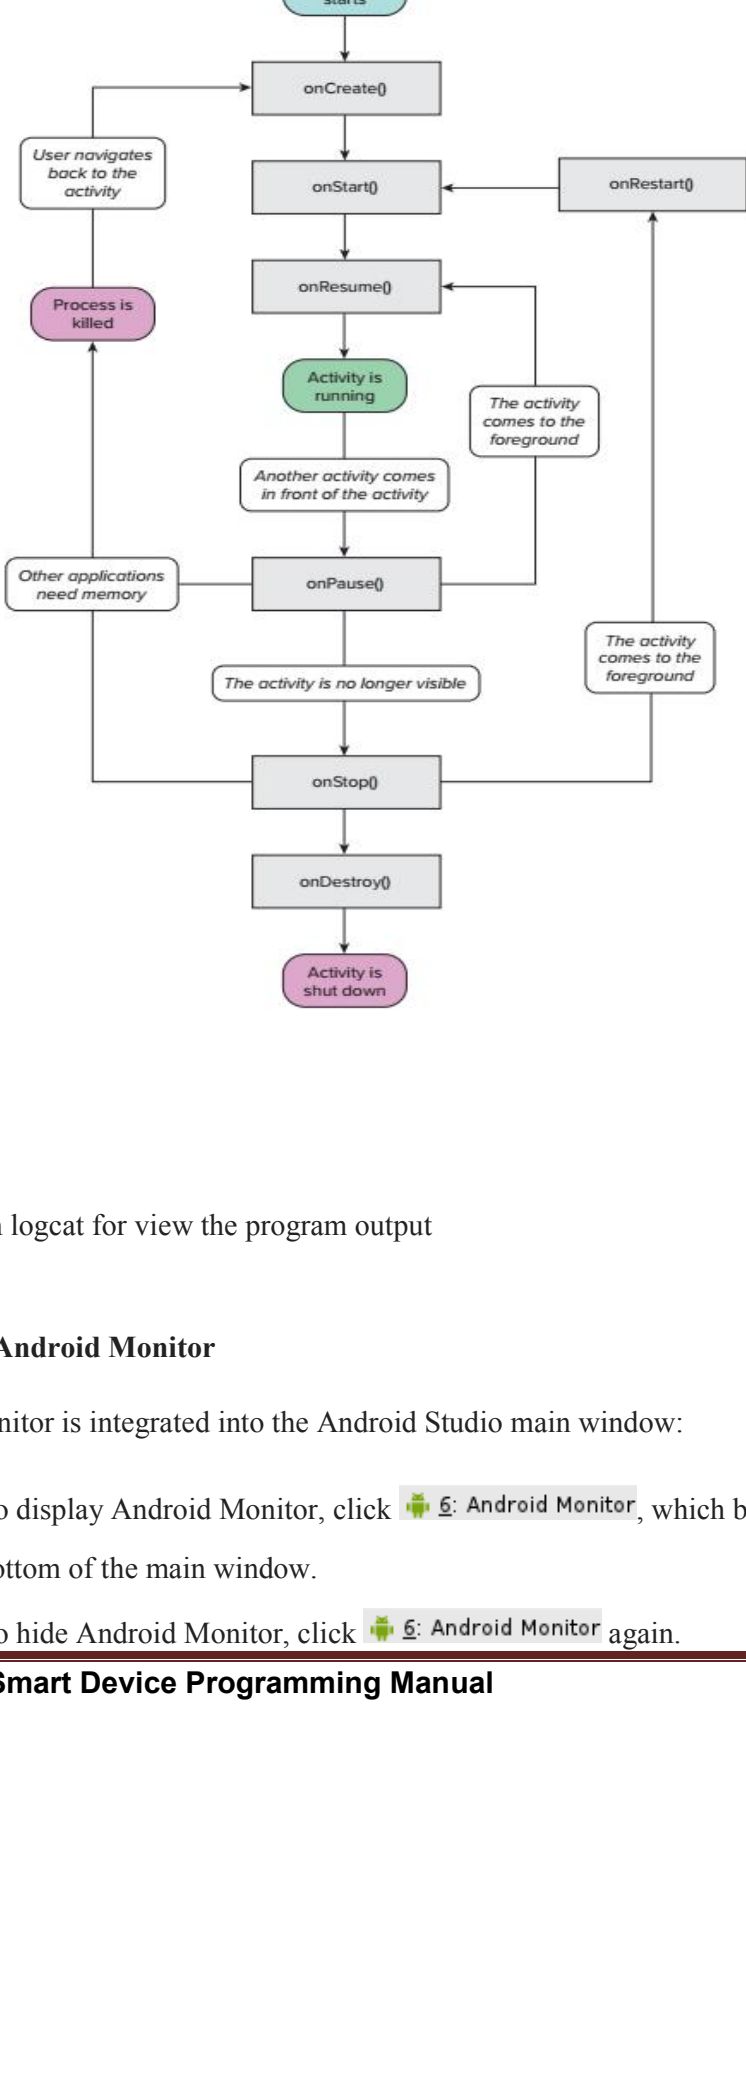 starts
onCreate()
User navigates
back to the
activity
onStart()
onRestart()
onResume()
Process is
killed
Activity is
running
The activity
comes to the
foreground
Another activity comes
in front of the activity
Other applications
need memory
onPause()
The activity
comes to the
foreground
The activity is no longer visible
onStop()
onDestroy()
Activity is
shut down
logcat for view the program output
Android Monitor
nitor is integrated into the Android Studio main window:
o display Android Monitor, click 6: Android Monitor, which b
ottom of the main window.
o hide Android Monitor, click 6: Android Monitor again.
Smart Device Programming Manual